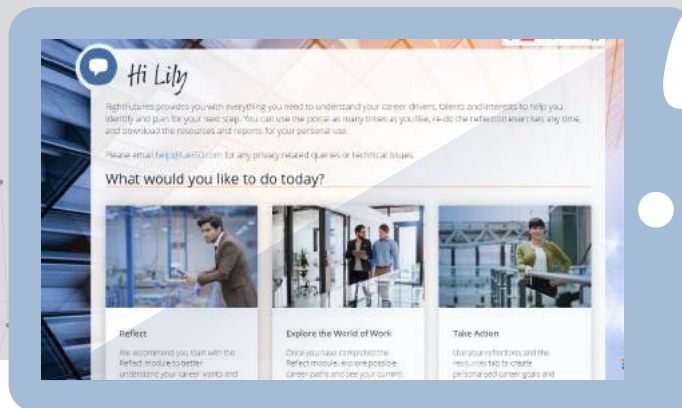 Hi Lily
RightFutures provides you with everything you need to understand your career drivers, talents and interests to help you
identify and plan for your next step. You can use the portal as many times as you like, re-do the reflection exercises any time,
and download the resources and reports for your personal use.
Please email for any privacy related queries or technical issues.
What would you like to do today?
Reflect
We recommend you start with the
Reflect module to better
understand your career works and
Explore the World of Work
Once you have completed the
Reflect module, explore possible
career paths and see your current
Take Action
Use your reflections and the
resources tab to create
personalised career goals and